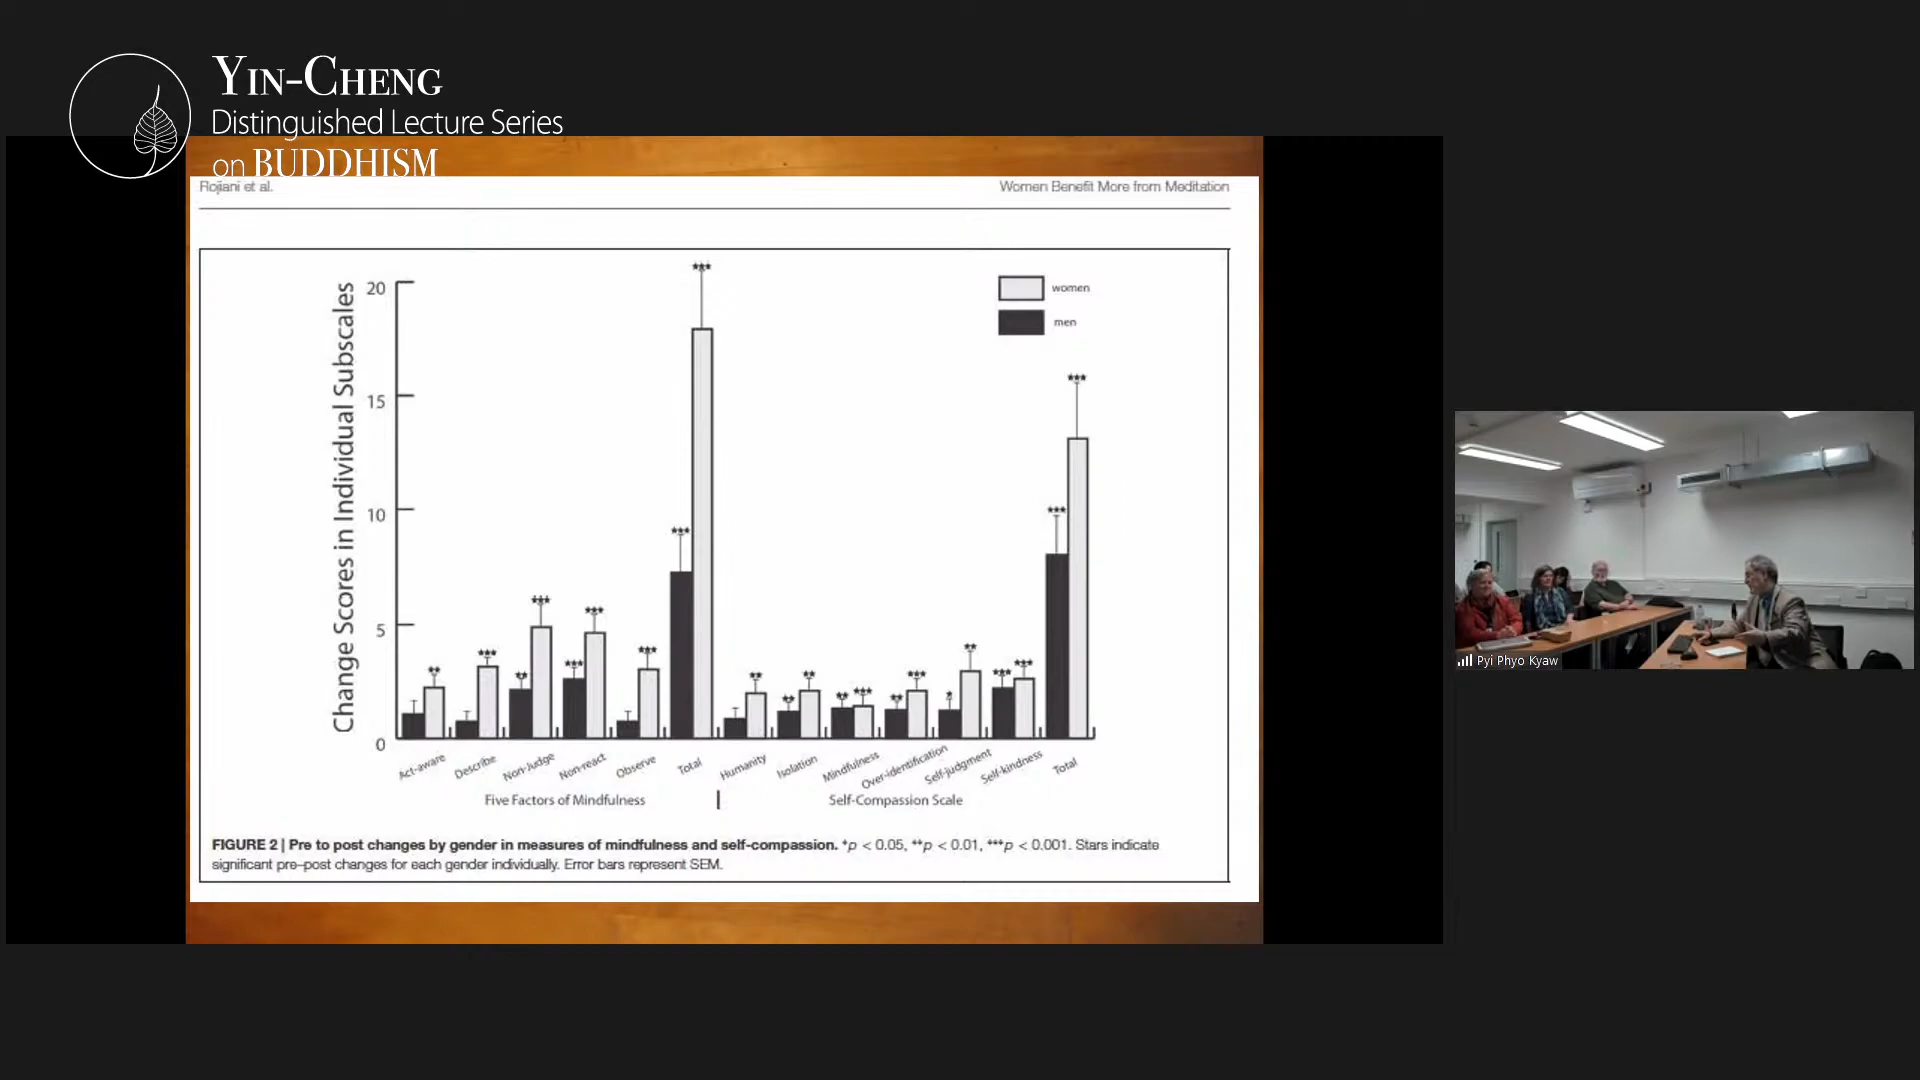 YIN-CHENG
Distinguished Lecture Series
on BUDDHISM
Rojiani et al.
Women Benefit More from Meditation
Change Scores in Individual Subscales
20
15
10
5
0
***
***
***
***
**
***
**
***
***
***
***
**
**
**
**
***
**
***
*
**
***
***
women
men
Act-aware
Describe
Non-Judge
Non-react
Observe
Total
Humanity
Isolation
Mindfulness
Over-identification
Self-judgment
Self-kindness
Total
Five Factors of Mindfulness
|
Self-Compassion Scale
FIGURE 2 | Pre to post changes by gender in measures of mindfulness and self-compassion. *p < 0.05, **p < 0.01, ***p < 0.001. Stars indicate
significant pre–post changes for each gender individually. Error bars represent SEM.
Pyi Phyo Kyaw